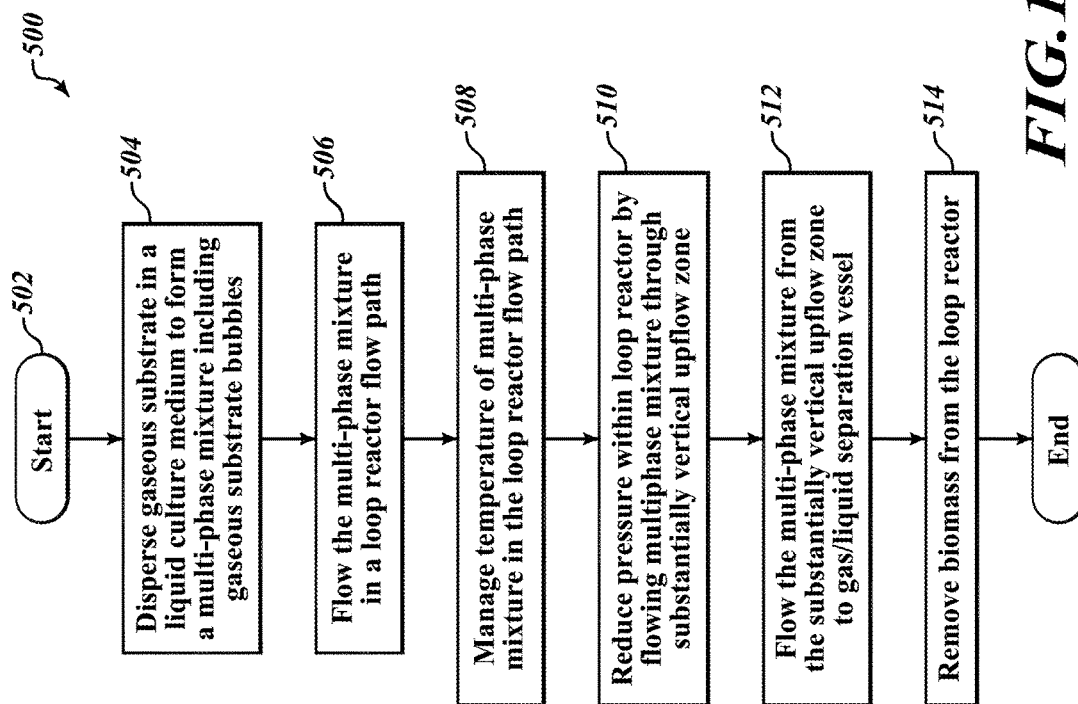 500
502
Start
504
Disperse gaseous substrate in a
liquid culture medium to form
a multi-phase mixture including
gaseous substrate bubbles
506
Flow the multi-phase mixture
in a loop reactor flow path
508
Manage temperature of multi-phase
mixture in the loop reactor flow path
510
Reduce pressure within loop reactor by
flowing multiphase mixture through
substantially vertical upflow zone
512
Flow the multi-phase mixture from
the substantially vertical upflow zone
to gas/liquid separation vessel
514
Remove biomass from the loop reactor
End